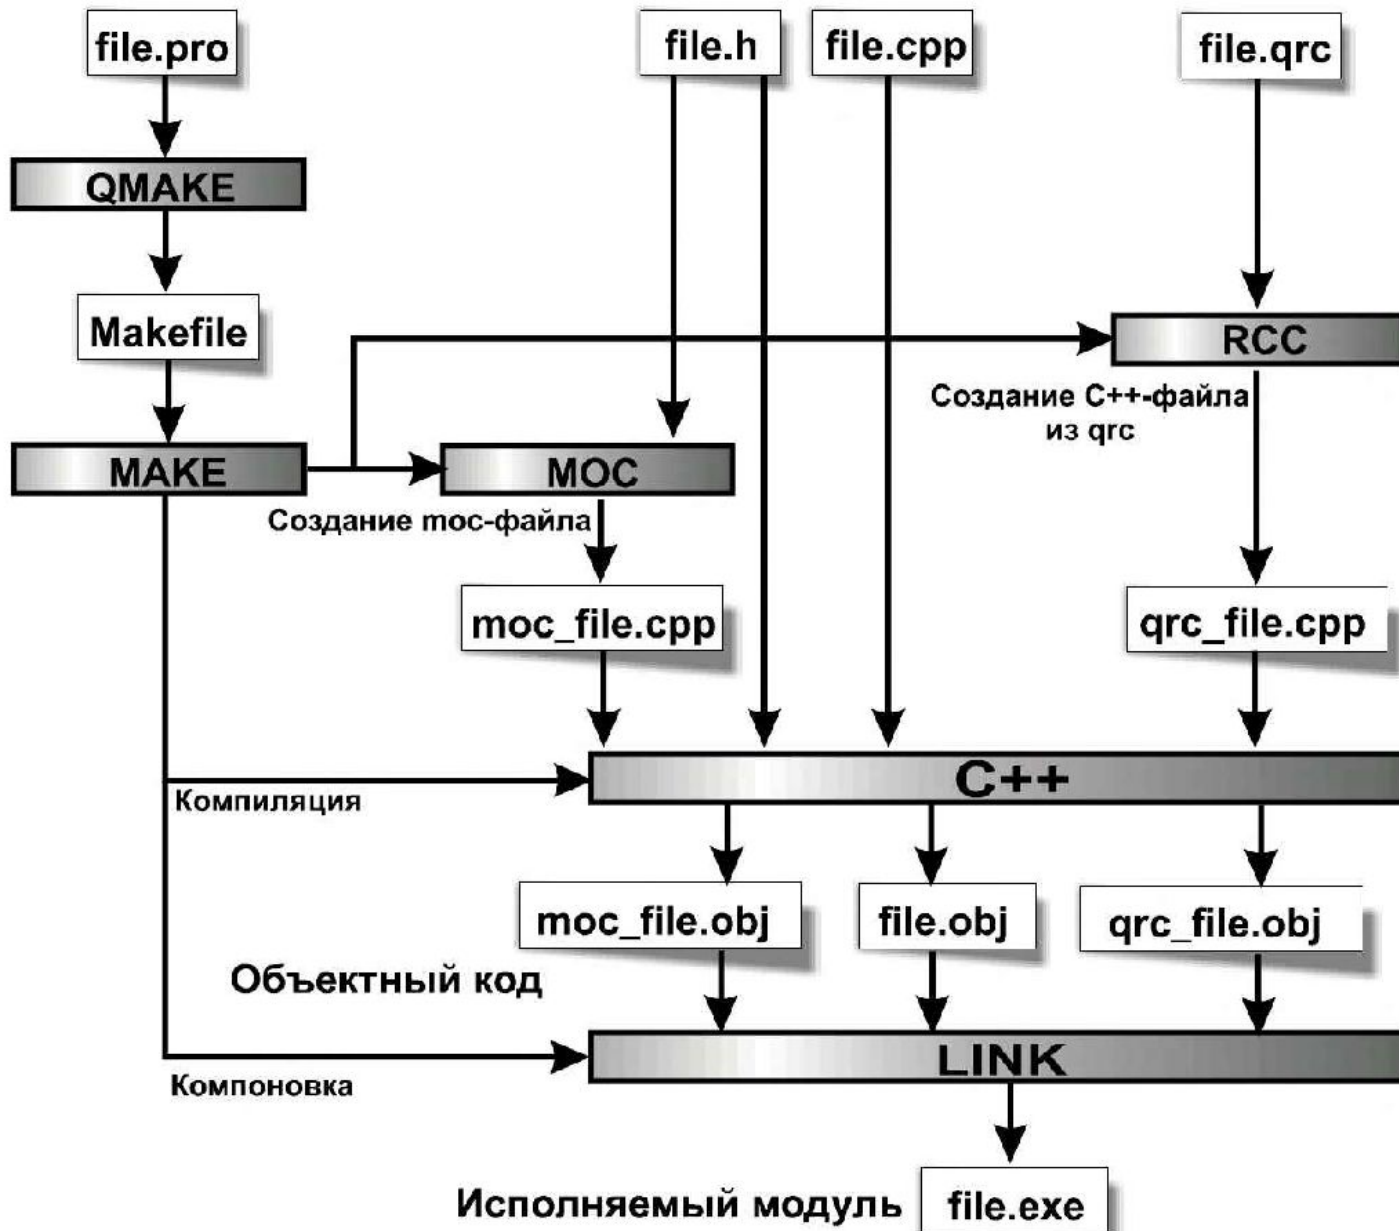 file.pro
file.h
file.cpp
file.qrc
QMAKE
Makefile
RCC
Создание C++-файла
из qrc
MAKE
MOC
Создание moc-файла
moc_file.cpp
qrc_file.cpp
C++
Компиляция
moc_file.obj
file.obj
qrc_file.obj
Объектный код
LINK
Компоновка
Исполняемый модуль
file.exe